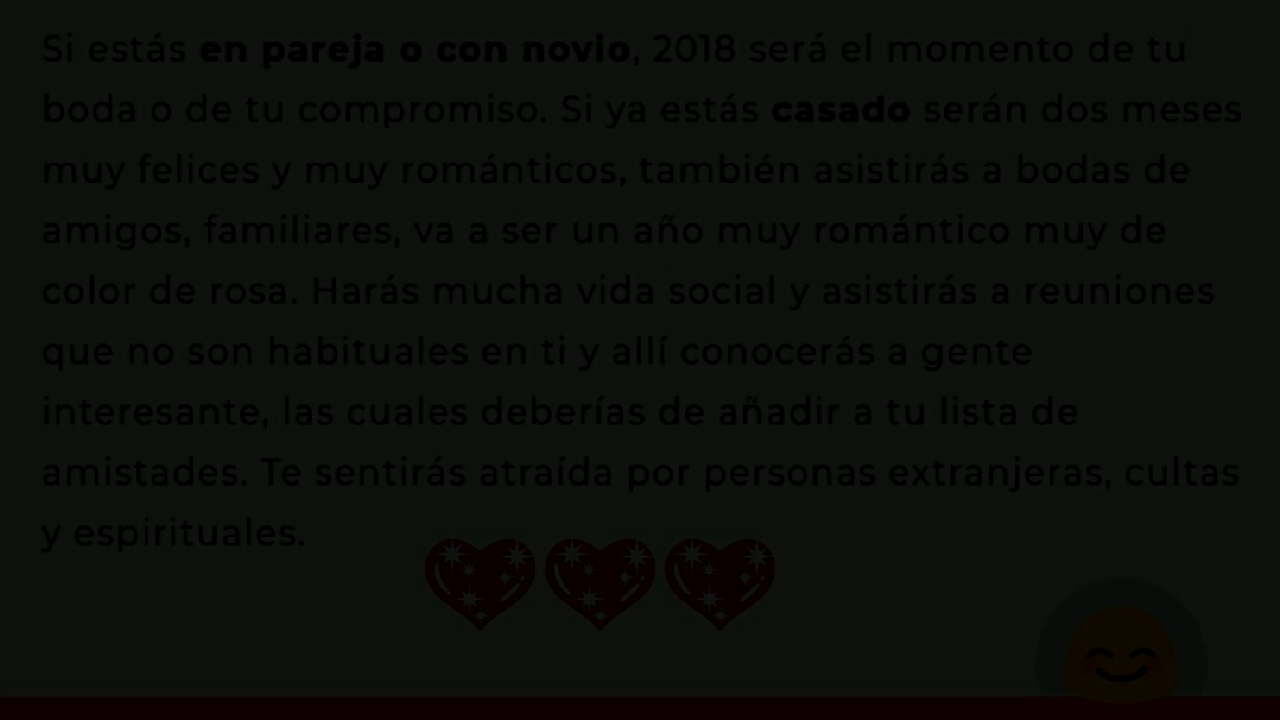 Si estás en pareja o con novio, 2018 será el momento de tu
boda o de tu compromiso. Si ya estás casado serán dos meses
muy felices y muy románticos, también asistirás a bodas de
amigos, familiares, va a ser un año muy romántico muy de
color de rosa. Harás mucha vida social y asistirás a reuniones
que no son habituales en ti y allí conocerás a gente
interesante, las cuales deberías de añadir a tu lista de
amistades. Te sentirás atraída por personas extranjeras, cultas
y espirituales.